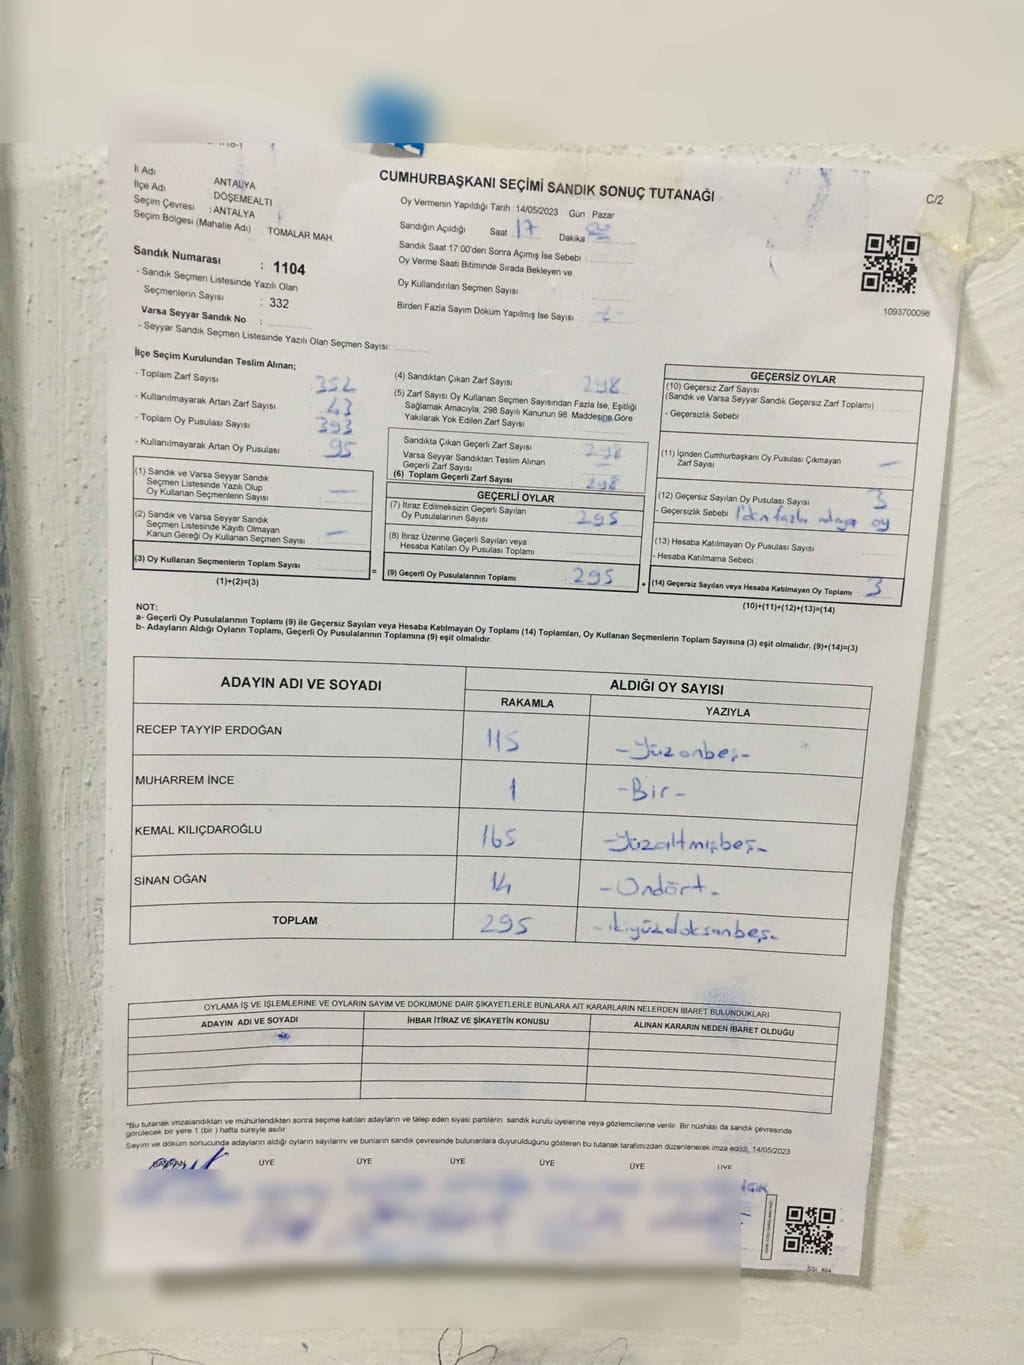 CUMHURBAŞKANI SEÇİMİ SANDIK SONUÇ TUTANAĞI
C/2
İl Adı ANTALYA
İlçe Adı DÖŞEMEALTI
Seçim Çevresi : ANTALYA
Seçim Bölgesi (Mahalle Adı) TOMALAR MAH.
Sandık Numarası : 1104
- Sandık Seçmen Listesinde Yazılı Olan
Seçmenlerin Sayısı : 332
Varsa Seyyar Sandık No :
- Seyyar Sandık Seçmen Listesinde Yazılı Olan Seçmen Sayısı:
Oy Vermenin Yapıldığı Tarih : 14/05/2023 Gün : Pazar
Sandığın Açıldığı Saat 17 Dakika
Sandık Saat 17:00'den Sonra Açımış İse Sebebi :
Oy Verme Saati Bitiminde Sırada Bekleyen ve
Oy Kullandırılan Seçmen Sayısı
Birden Fazla Sayım Döküm Yapılmış İse Sayısı :
1093700098
İlçe Seçim Kurulundan Teslim Alınan;
- Toplam Zarf Sayısı : 352
- Kullanılmayarak Artan Zarf Sayısı : 43
- Toplam Oy Pusulası Sayısı : 393
- Kullanılmayarak Artan Oy Pusulası : 95
(1) Sandık ve Varsa Seyyar Sandık
Seçmen Listesinde Yazılı Olup
Oy Kullanan Seçmenlerin Sayısı : —
(2) Sandık ve Varsa Seyyar Sandık
Seçmen Listesinde Kayıtlı Olmayan
Kanun Gereği Oy Kullanan Seçmen Sayısı : —
(3) Oy Kullanan Seçmenlerin Toplam Sayısı
(1)+(2)=(3)
(4) Sandıktan Çıkan Zarf Sayısı : 298
(5) Zarf Sayısı Oy Kullanan Seçmen Sayısından Fazla İse, Eşitliği
Sağlamak Amacıyla, 298 Sayılı Kanunun 98. Maddesine Göre
Yakılarak Yok Edilen Zarf Sayısı
Sandıkta Çıkan Geçerli Zarf Sayısı : 298
Varsa Seyyar Sandıktan Teslim Alınan
Geçerli Zarf Sayısı : —
(6) Toplam Geçerli Zarf Sayısı : 298
GEÇERLİ OYLAR
(7) İtiraz Edilmeksizin Geçerli Sayılan
Oy Pusulalarının Sayısı : 295
(8) İtiraz Üzerine Geçerli Sayılan veya
Hesaba Katılan Oy Pusulası Toplamı
=
(9) Geçerli Oy Pusulalarının Toplamı : 295
+
GEÇERSİZ OYLAR
(10) Geçersiz Zarf Sayısı
(Sandık ve Varsa Seyyar Sandık Geçersiz Zarf Toplamı)
- Geçersizlik Sebebi :
(11) İçinden Cumhurbaşkanı Oy Pusulası Çıkmayan
Zarf Sayısı : —
(12) Geçersiz Sayılan Oy Pusulası Sayısı : 3
- Geçersizlik Sebebi : 1'den fazla adaya oy
(13) Hesaba Katılmayan Oy Pusulası Sayısı :
- Hesaba Katılmama Sebebi :
(14) Geçersiz Sayılan veya Hesaba Katılmayan Oy Toplamı : 3
(10)+(11)+(12)+(13)=(14)
NOT:
a- Geçerli Oy Pusulalarının Toplamı (9) ile Geçersiz Sayılan veya Hesaba Katılmayan Oy Toplamı (14) Toplamları, Oy Kullanan Seçmenlerin Toplam Sayısına (3) eşit olmalıdır. (9)+(14)=(3)
b- Adayların Aldığı Oyların Toplamı, Geçerli Oy Pusulalarının Toplamına (9) eşit olmalıdır.
ADAYIN ADI VE SOYADI ALDIĞI OY SAYISI
RAKAMLA YAZIYLA
RECEP TAYYİP ERDOĞAN 115 -Yüzonbeş-
MUHARREM İNCE 1 -Bir-
KEMAL KILIÇDAROĞLU 165 -Yüzaltmışbeş-
SİNAN OĞAN 14 -Ondört-
TOPLAM 295 -ikiyüzdoksanbeş-
OYLAMA İŞ VE İŞLEMLERİNE VE OYLARIN SAYIM VE DÖKÜMÜNE DAİR ŞİKAYETLERLE BUNLARA AİT KARARLARIN NELERDEN İBARET BULUNDUKLARI
ADAYIN ADI VE SOYADI İHBAR İTİRAZ VE ŞİKAYETİN KONUSU ALINAN KARARIN NEDEN İBARET OLDUĞU
*Bu tutanak imzalandıktan ve mühürlendikten sonra seçime katılan adayların ve talep eden siyasi partilerin sandık kurulu üyelerine veya gözlemcilerine verilir. Bir nüshası da sandık çevresinde
görülecek bir yere 1 (bir) hafta süreyle asılır.
Sayım ve döküm sonucunda adayların aldığı oyların sayılarını ve bunların sandık çevresinde bulunanlara duyurulduğunu gösteren bu tutanak tarafımızdan düzenlenerek imza edildi, 14/05/2023
BAŞKAN ÜYE ÜYE ÜYE ÜYE ÜYE ÜYE